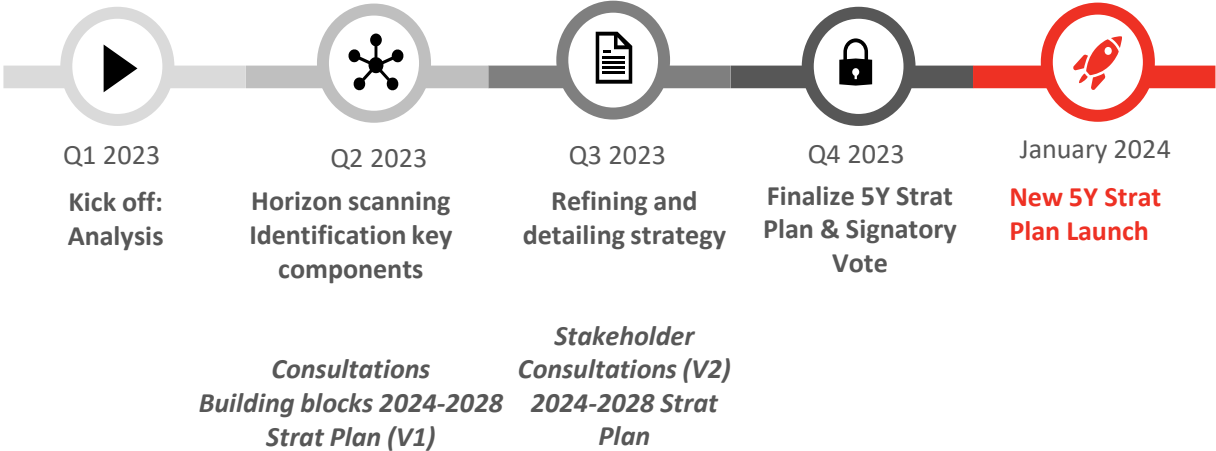 Q1 2023
Kick off:
Analysis
Q2 2023
Horizon scanning
Identification key
components
Consultations
Building blocks 2024-2028
Strat Plan (V1)
Q3 2023
Refining and
detailing strategy
Stakeholder
Consultations (V2)
2024-2028 Strat
Plan
Q4 2023
Finalize 5Y Strat
Plan & Signatory
Vote
January 2024
New 5Y Strat
Plan Launch